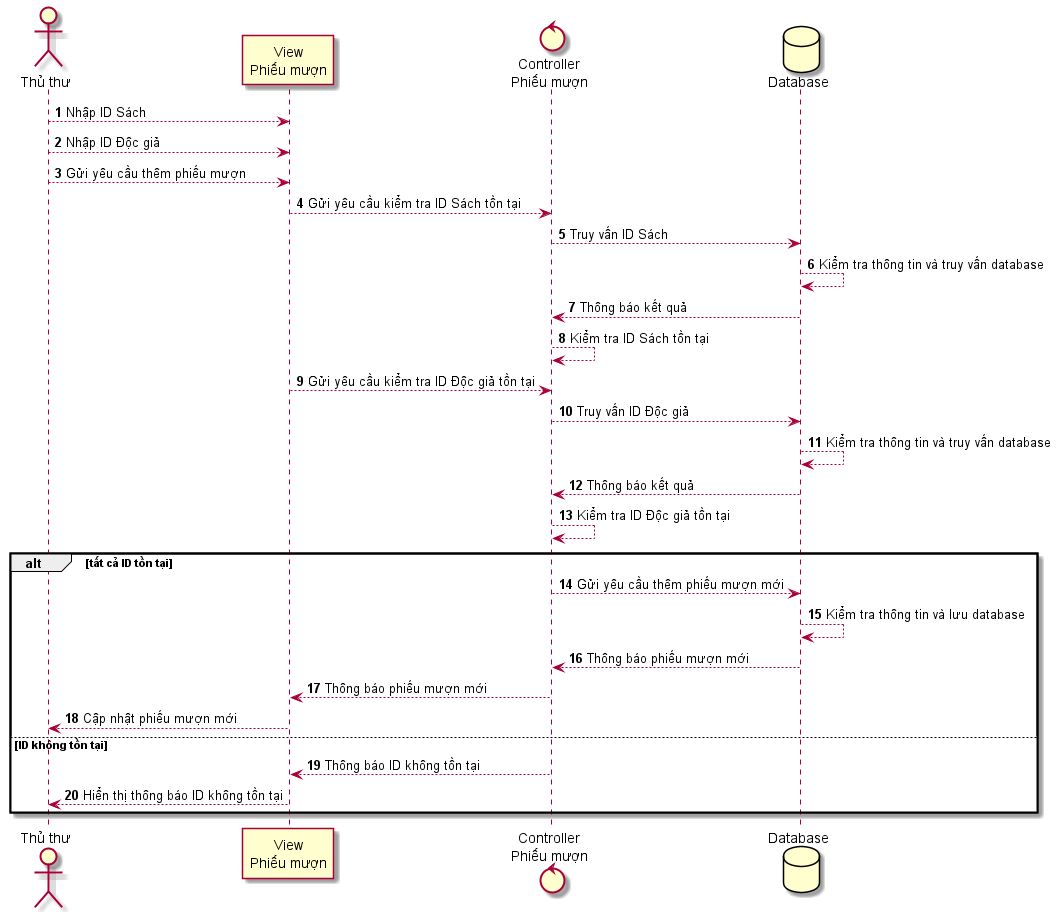 Thủ thư
View
Phiếu mượn
Controller
Phiếu mượn
Database
1 Nhập ID Sách
2 Nhập ID Độc giả
3 Gửi yêu cầu thêm phiếu mượn
4 Gửi yêu cầu kiểm tra ID Sách tồn tại
5 Truy vấn ID Sách
6 Kiểm tra thông tin và truy vấn database
7 Thông báo kết quả
8 Kiểm tra ID Sách tồn tại
9 Gửi yêu cầu kiểm tra ID Độc giả tồn tại
10 Truy vấn ID Độc giả
11 Kiểm tra thông tin và truy vấn database
12 Thông báo kết quả
13 Kiểm tra ID Độc giả tồn tại
alt [tất cả ID tồn tại]
14 Gửi yêu cầu thêm phiếu mượn mới
15 Kiểm tra thông tin và lưu database
16 Thông báo phiếu mượn mới
17 Thông báo phiếu mượn mới
18 Cập nhật phiếu mượn mới
[ID không tồn tại]
19 Thông báo ID không tồn tại
20 Hiển thị thông báo ID không tồn tại
Thủ thư
View
Phiếu mượn
Controller
Phiếu mượn
Database